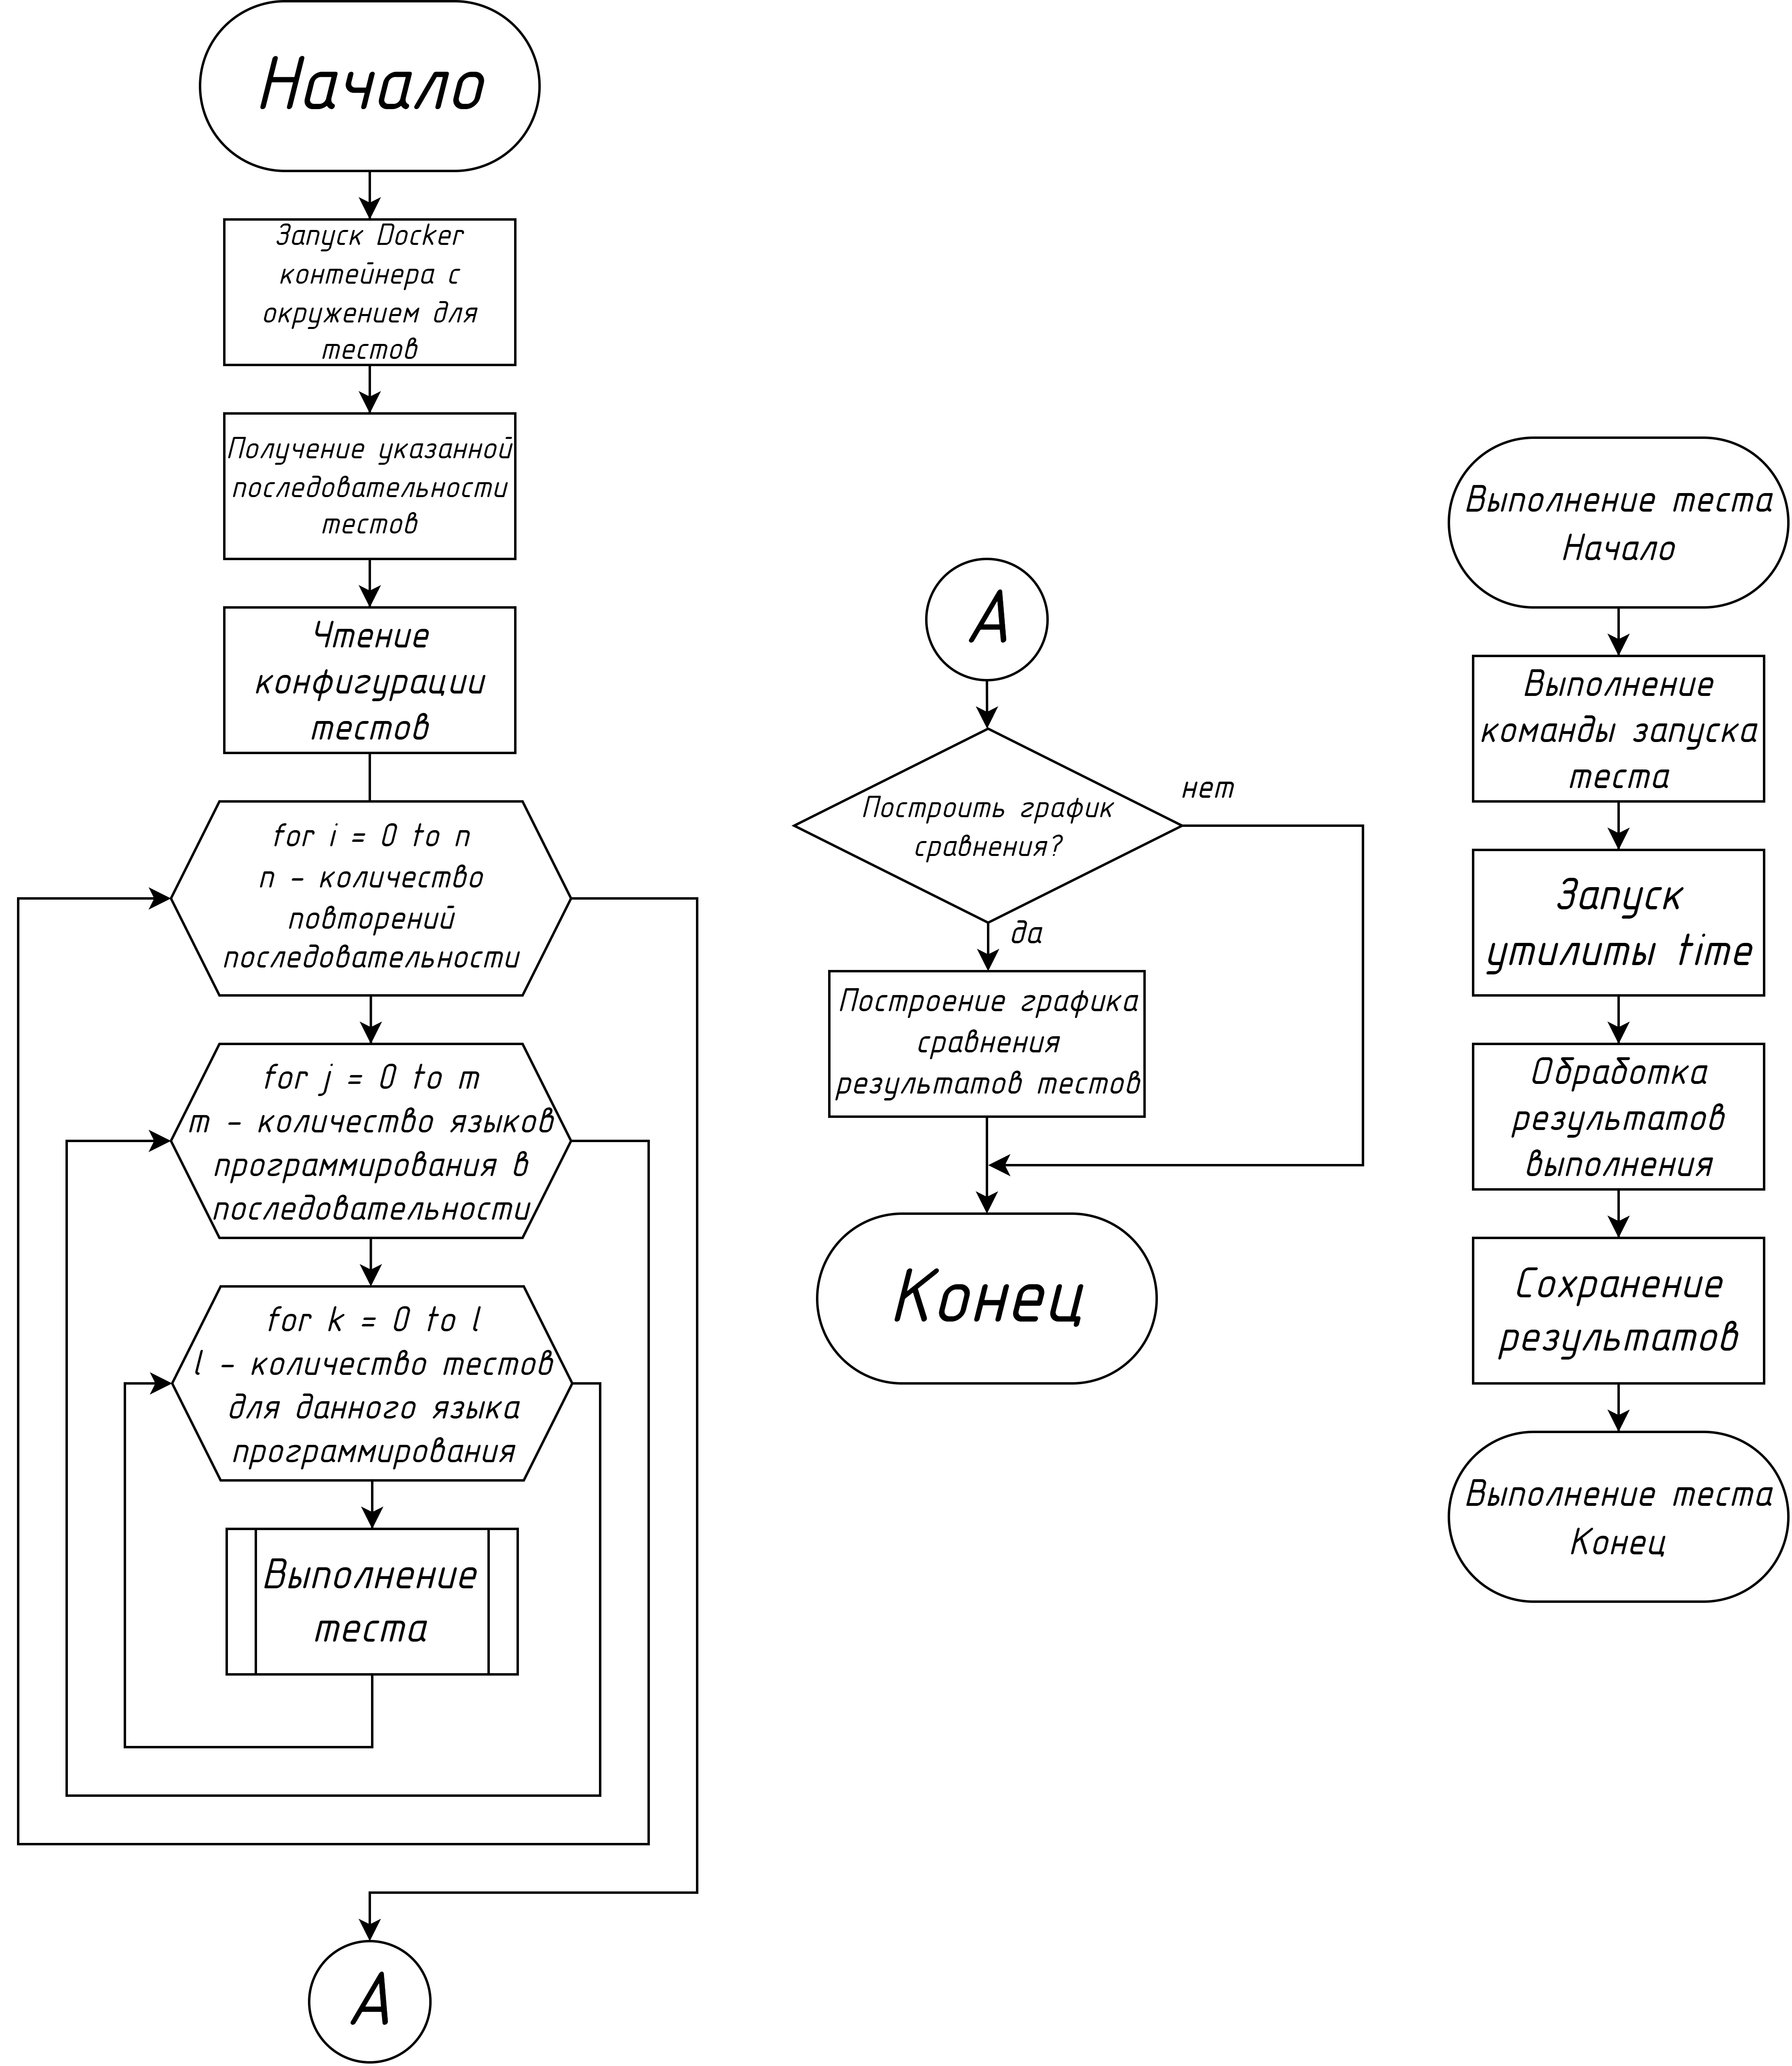 Начало
Запуск Docker
контейнера с
окружением для
тестов
Получение указанной
последовательности
тестов
Чтение
конфигурации
тестов
for i = 0 to n
n - количество
повторений
последовательности
for j = 0 to m
m - количество языков
программирования в
последовательности
for k = 0 to l
l - количество тестов
для данного языка
программирования
Выполнение
теста
А
А
Построить график
сравнения?
нет
да
Построение графика
сравнения
результатов тестов
Конец
Выполнение теста
Начало
Выполнение
команды запуска
теста
Запуск
утилиты time
Обработка
результатов
выполнения
Сохранение
результатов
Выполнение теста
Конец